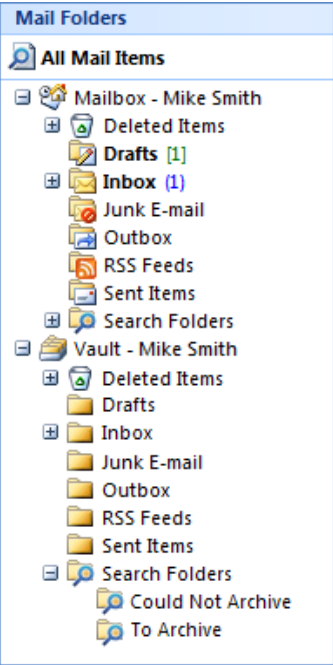 Mail Folders
All Mail Items
Mailbox - Mike Smith
Deleted Items
Drafts [1]
Inbox (1)
Junk E-mail
Outbox
RSS Feeds
Sent Items
Search Folders
Vault - Mike Smith
Deleted Items
Drafts
Inbox
Junk E-mail
Outbox
RSS Feeds
Sent Items
Search Folders
Could Not Archive
To Archive